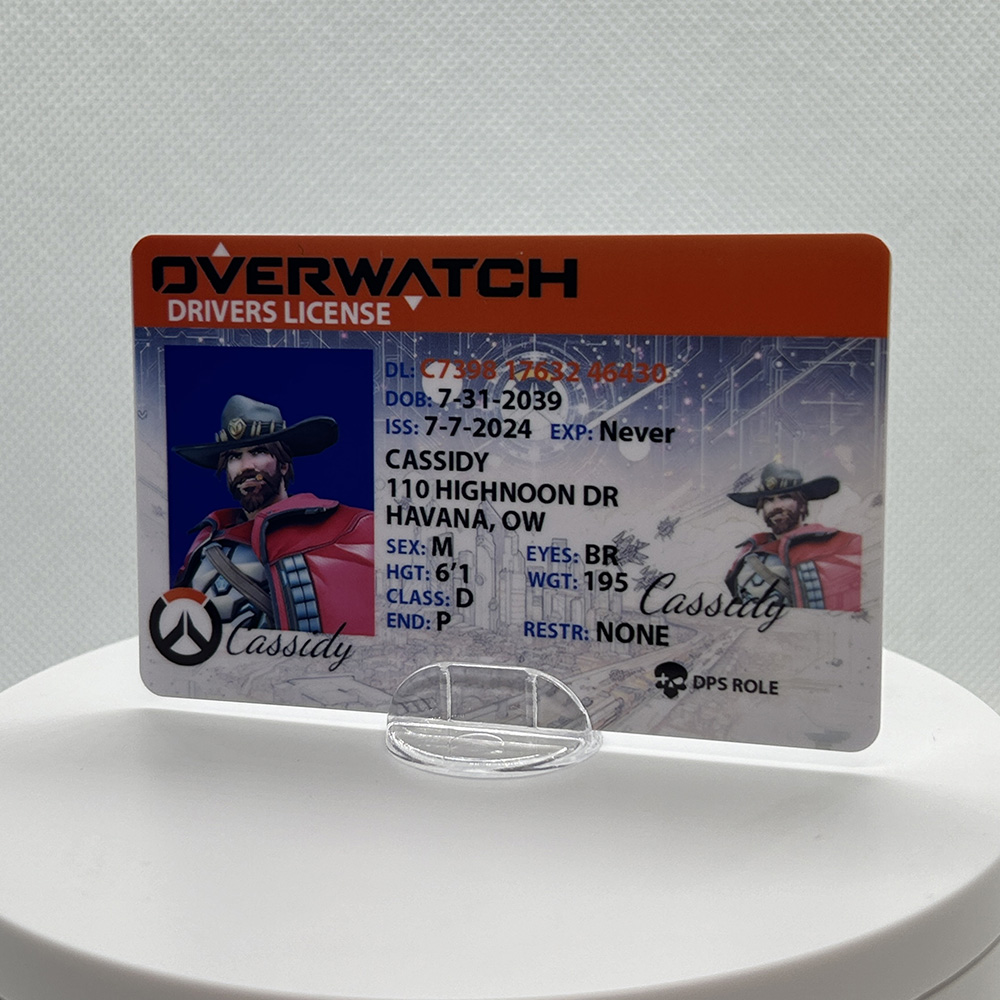 OVERWATCH
DRIVERS LICENSE
DL: C7398 17632 46430
DOB: 7-31-2039
ISS: 7-7-2024 EXP: Never
CASSIDY
110 HIGHNOON DR
HAVANA, OW
SEX: M EYES: BR
HGT: 6'1 WGT: 195
CLASS: D
END: P RESTR: NONE
Cassidy
Cassidy
DPS ROLE